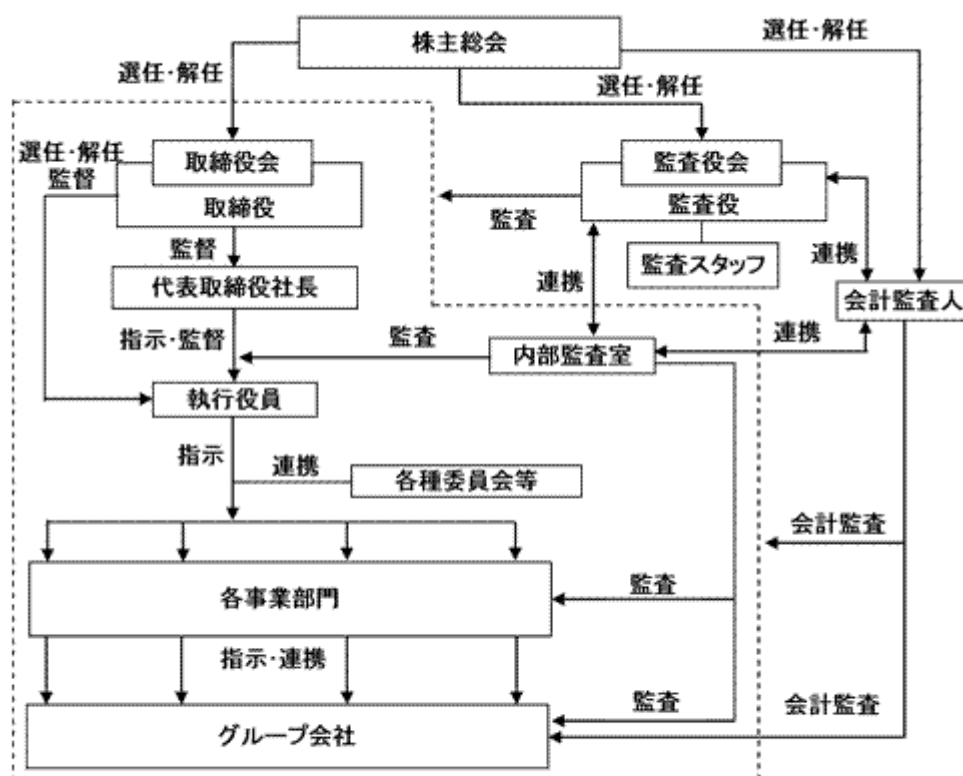 株主総会
選任・解任
選任・解任
選任・解任
選任・解任
監督
取締役会
取締役
監査役会
監査役
監査
監査スタッフ
連携
連携
監督
代表取締役社長
会計監査人
指示・監督
監査
内部監査室
連携
執行役員
指示
連携
各種委員会等
会計監査
各事業部門
監査
指示・連携
監査
会計監査
グループ会社